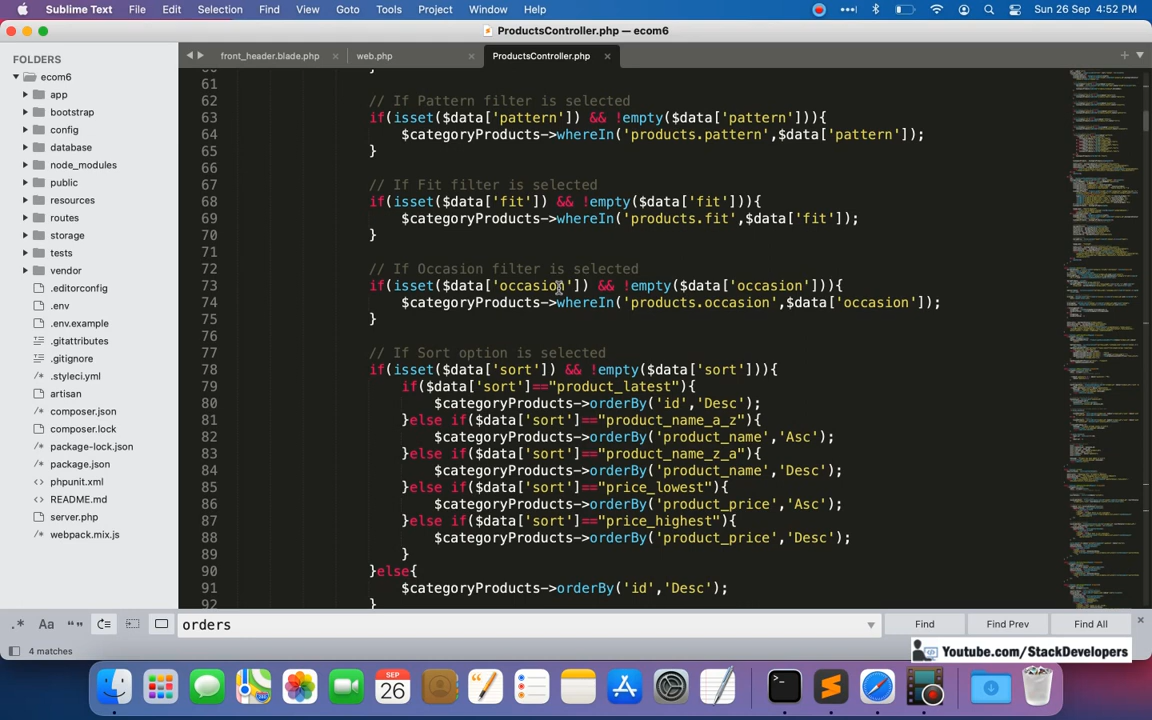 Sublime Text File Edit Selection Find View Goto Tools Project Window Help Sun 26 Sep 4:52 PM
ProductsController.php — ecom6
FOLDERS
ecom6
app
bootstrap
config
database
node_modules
public
resources
routes
storage
tests
vendor
.editorconfig
.env
.env.example
.gitattributes
.gitignore
.styleci.yml
artisan
composer.json
composer.lock
package-lock.json
package.json
phpunit.xml
README.md
server.php
webpack.mix.js
front_header.blade.php web.php ProductsController.php
61
62 // If Pattern filter is selected
63 if(isset($data['pattern']) && !empty($data['pattern'])){
64 $categoryProducts->whereIn('products.pattern',$data['pattern']);
65 }
66
67 // If Fit filter is selected
68 if(isset($data['fit']) && !empty($data['fit'])){
69 $categoryProducts->whereIn('products.fit',$data['fit']);
70 }
71
72 // If Occasion filter is selected
73 if(isset($data['occasion']) && !empty($data['occasion'])){
74 $categoryProducts->whereIn('products.occasion',$data['occasion']);
75 }
76
77 // If Sort option is selected
78 if(isset($data['sort']) && !empty($data['sort'])){
79 if($data['sort']=="product_latest"){
80 $categoryProducts->orderBy('id','Desc');
81 }else if($data['sort']=="product_name_a_z"){
82 $categoryProducts->orderBy('product_name','Asc');
83 }else if($data['sort']=="product_name_z_a"){
84 $categoryProducts->orderBy('product_name','Desc');
85 }else if($data['sort']=="price_lowest"){
86 $categoryProducts->orderBy('product_price','Asc');
87 }else if($data['sort']=="price_highest"){
88 $categoryProducts->orderBy('product_price','Desc');
89 }
90 }else{
91 $categoryProducts->orderBy('id','Desc');
92 }
orders
Find Find Prev Find All
4 matches
Youtube.com/StackDevelopers
SEP
26